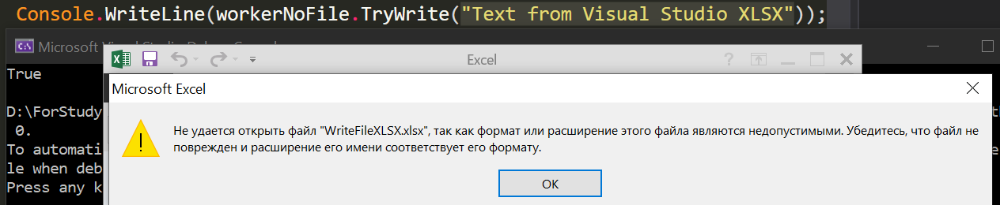 Console.WriteLine(workerNoFile.TryWrite("Text from Visual Studio XLSX"));
Microsoft
Excel
True
Microsoft Excel
D:\ForStudy
0.
To automati
le when deb
Press any k
Не удается открыть файл "WriteFileXLSX.xlsx", так как формат или расширение этого файла являются недопустимыми. Убедитесь, что файл не
поврежден и расширение его имени соответствует его формату.
OK